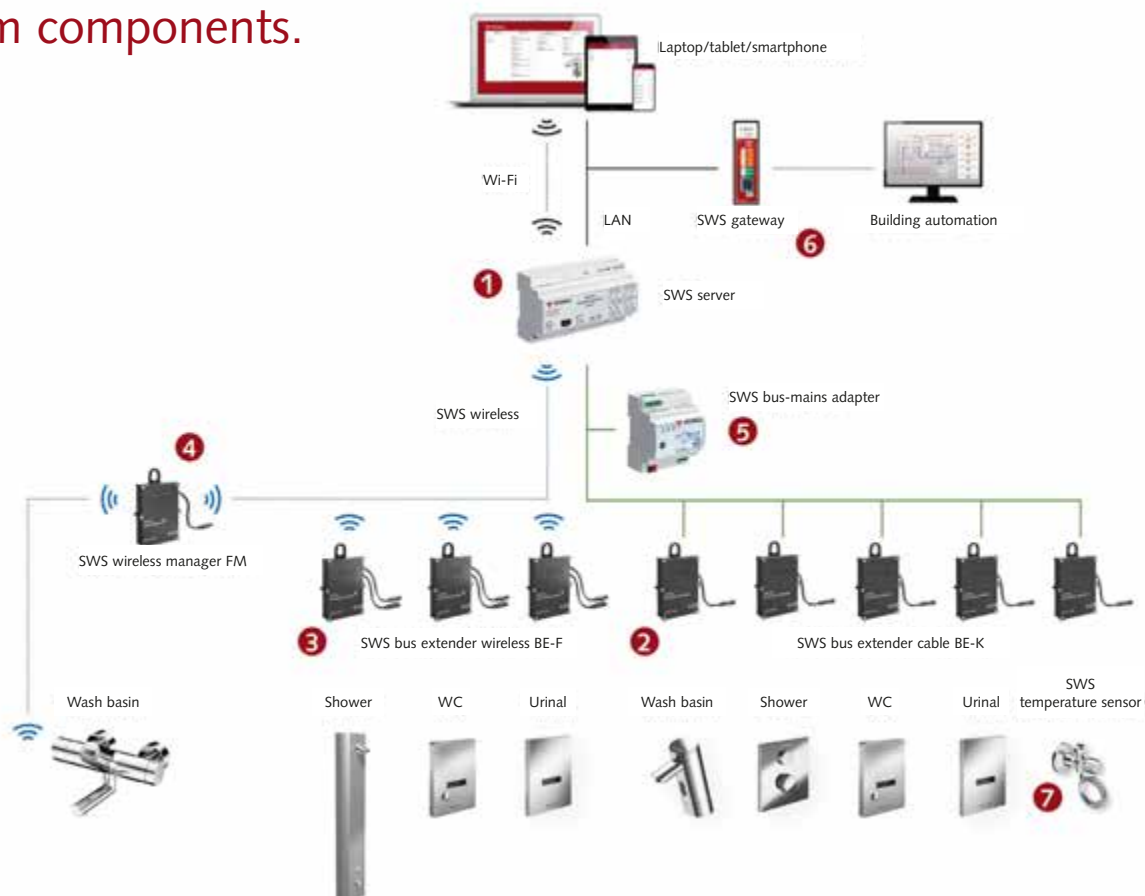 m components.
Laptop/tablet/smartphone
Wi-Fi
LAN
SWS gateway
6
Building automation
1
SWS server
SWS wireless
SWS bus-mains adapter
5
4
SWS wireless manager FM
3
SWS bus extender wireless BE-F
2
SWS bus extender cable BE-K
Wash basin
Shower
WC
Urinal
Wash basin
Shower
WC
Urinal
SWS
temperature sensor
7